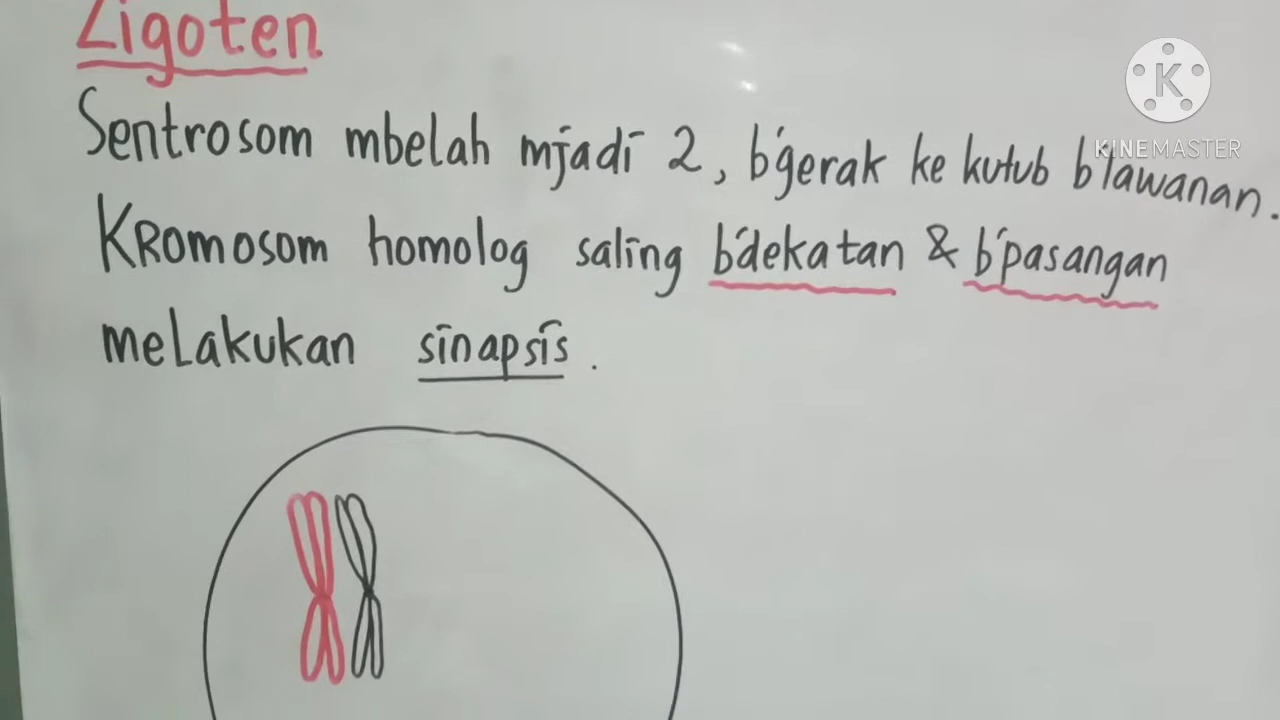 Zigoten
Sentrosom mbelah mjadi 2, b'gerak ke kutub b'lawanan.
Kromosom homolog saling b'dekatan & b'pasangan
melakukan sinapsis.
K
KINEMASTER